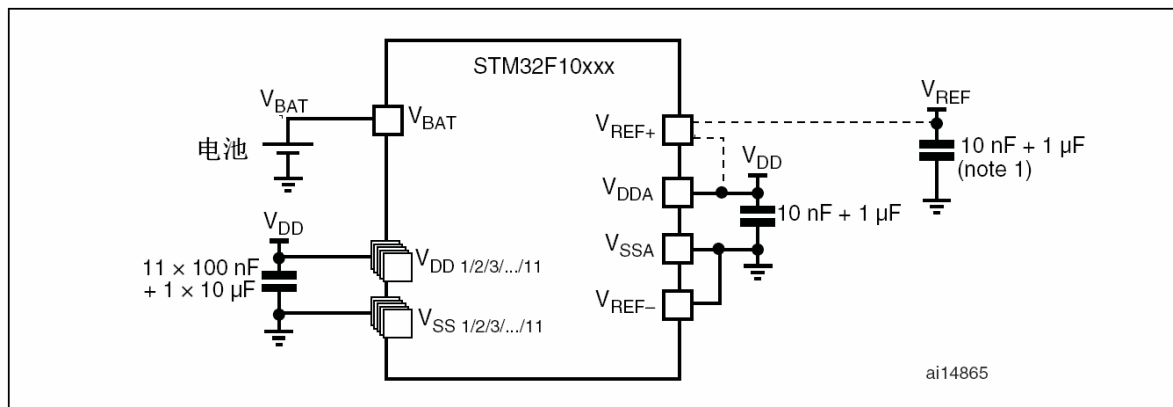 STM32F10xxx
V_BAT
V_BAT
电池
V_DD
11 × 100 nF
+ 1 × 10 µF
V_DD 1/2/3/.../11
V_SS 1/2/3/.../11
V_REF+
V_DDA
V_SSA
V_REF–
V_DD
10 nF + 1 µF
V_REF
10 nF + 1 µF
(note 1)
ai14865